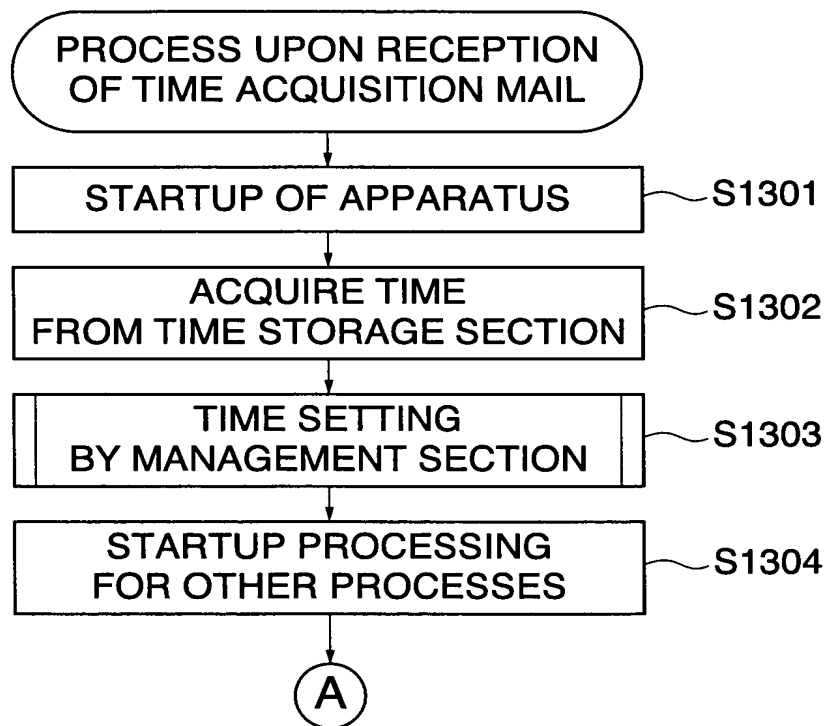 PROCESS UPON RECEPTION
OF TIME ACQUISITION MAIL
STARTUP OF APPARATUS
S1301
ACQUIRE TIME
FROM TIME STORAGE SECTION
S1302
TIME SETTING
BY MANAGEMENT SECTION
S1303
STARTUP PROCESSING
FOR OTHER PROCESSES
S1304
A